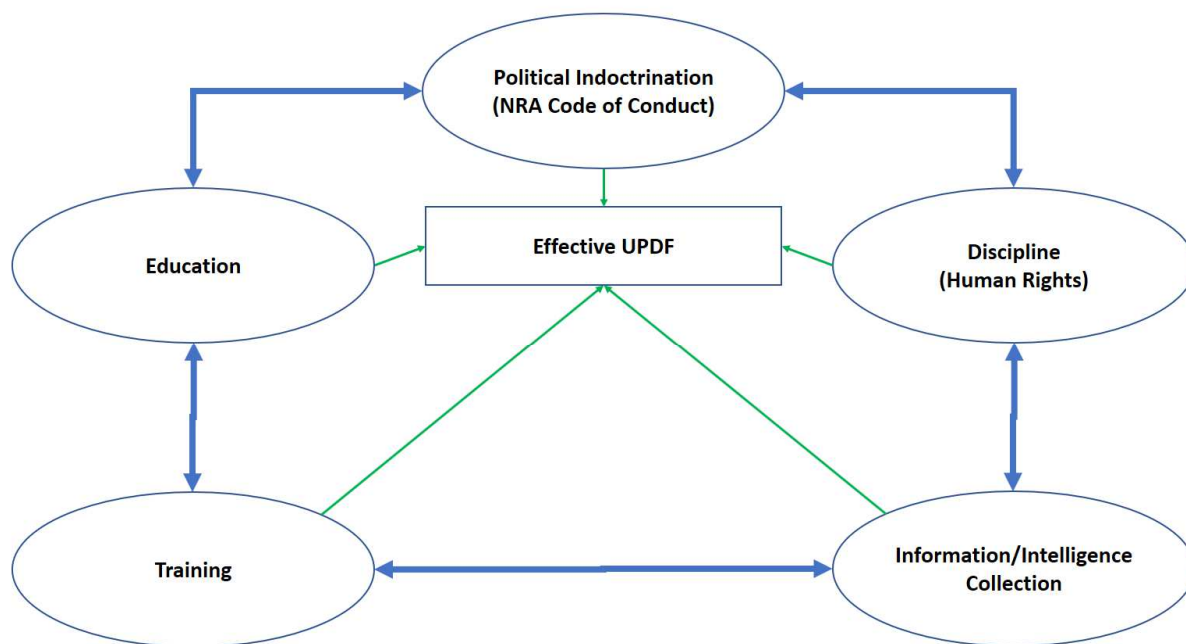 Political Indoctrination
(NRA Code of Conduct)
Effective UPDF
Education
Discipline
(Human Rights)
Training
Information/Intelligence
Collection